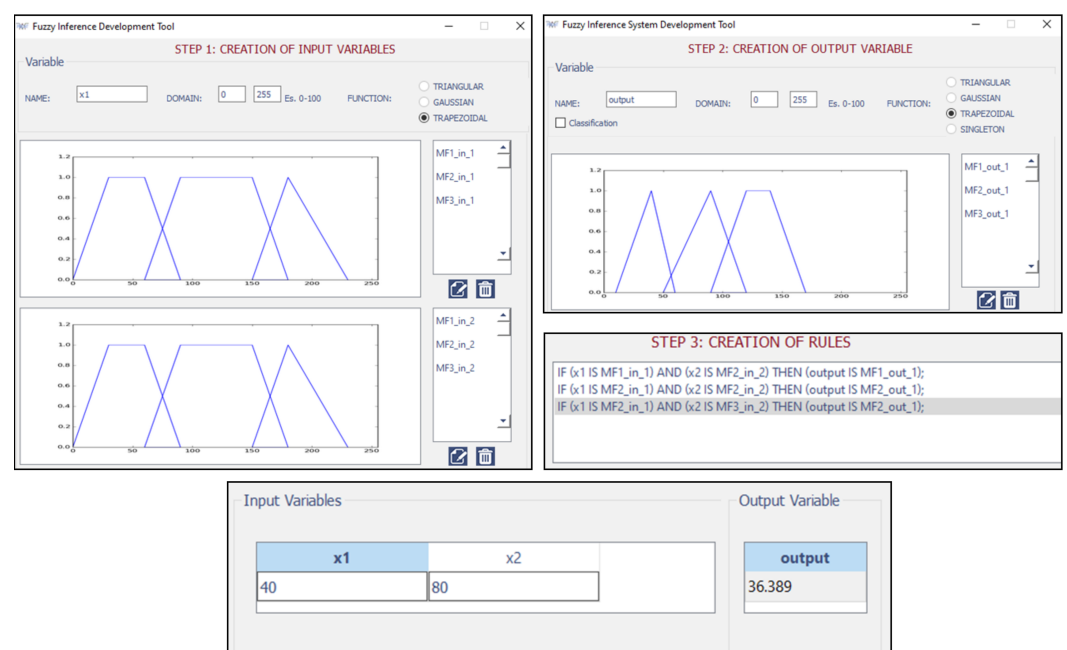 Fuzzy Inference Development Tool
STEP 1: CREATION OF INPUT VARIABLES
Variable
NAME: x1 DOMAIN: 0 255 Es. 0-100 FUNCTION:
TRIANGULAR
GAUSSIAN
TRAPEZOIDAL
1.2
1.0
0.8
0.6
0.4
0.2
0.0
0 50 100 150 200 250
MF1_in_1
MF2_in_1
MF3_in_1
1.2
1.0
0.8
0.6
0.4
0.2
0.0
0 50 100 150 200 250
MF1_in_2
MF2_in_2
MF3_in_2
Fuzzy Inference System Development Tool
STEP 2: CREATION OF OUTPUT VARIABLE
Variable
NAME: output DOMAIN: 0 255 Es. 0-100 FUNCTION:
Classification
TRIANGULAR
GAUSSIAN
TRAPEZOIDAL
SINGLETON
1.2
1.0
0.8
0.6
0.4
0.2
0.0
0 50 100 150 200 250
MF1_out_1
MF2_out_1
MF3_out_1
STEP 3: CREATION OF RULES
IF (x1 IS MF1_in_1) AND (x2 IS MF2_in_2) THEN (output IS MF1_out_1);
IF (x1 IS MF2_in_1) AND (x2 IS MF2_in_2) THEN (output IS MF2_out_1);
IF (x1 IS MF2_in_1) AND (x2 IS MF3_in_2) THEN (output IS MF2_out_1);
Input Variables
x1 x2
40 80
Output Variable
output
36.389